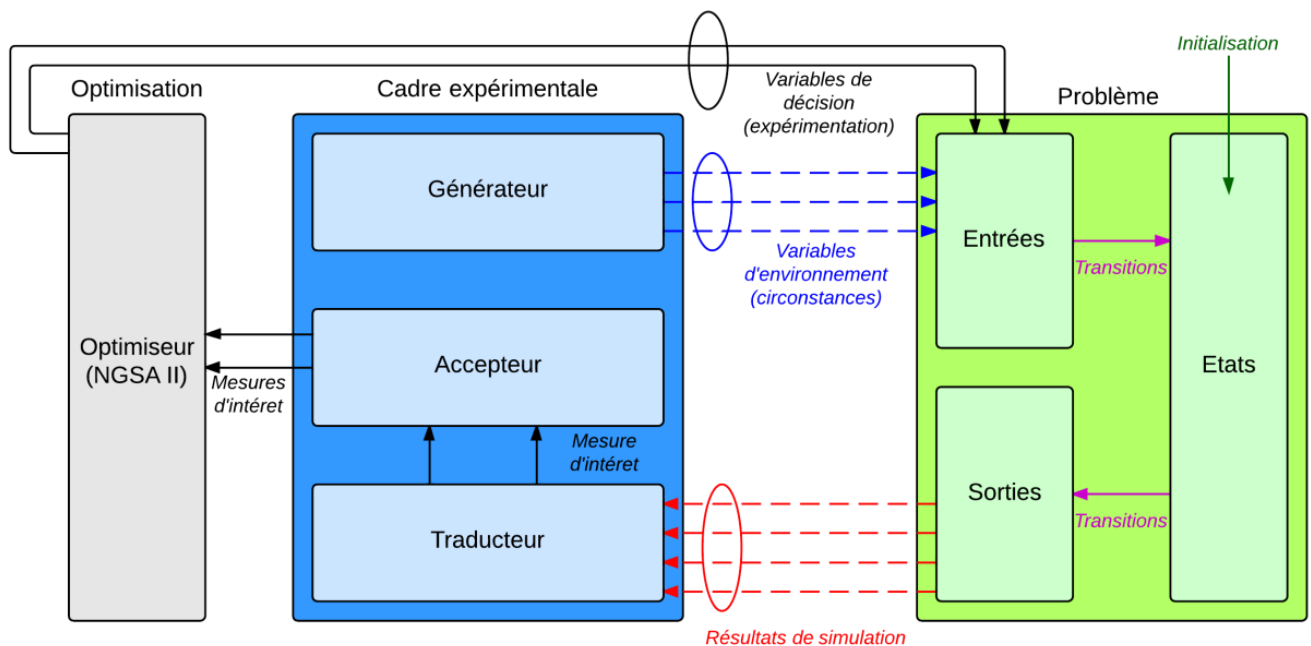 Initialisation
Optimisation
Cadre expérimentale
Variables de
décision
(expérimentation)
Problème
Générateur
Entrées
Variables
d'environnement
(circonstances)
Transitions
Optimiseur
(NGSA II)
Accepteur
Etats
Mesures
d'intéret
Mesure
d'intéret
Traducteur
Sorties
Transitions
Résultats de simulation